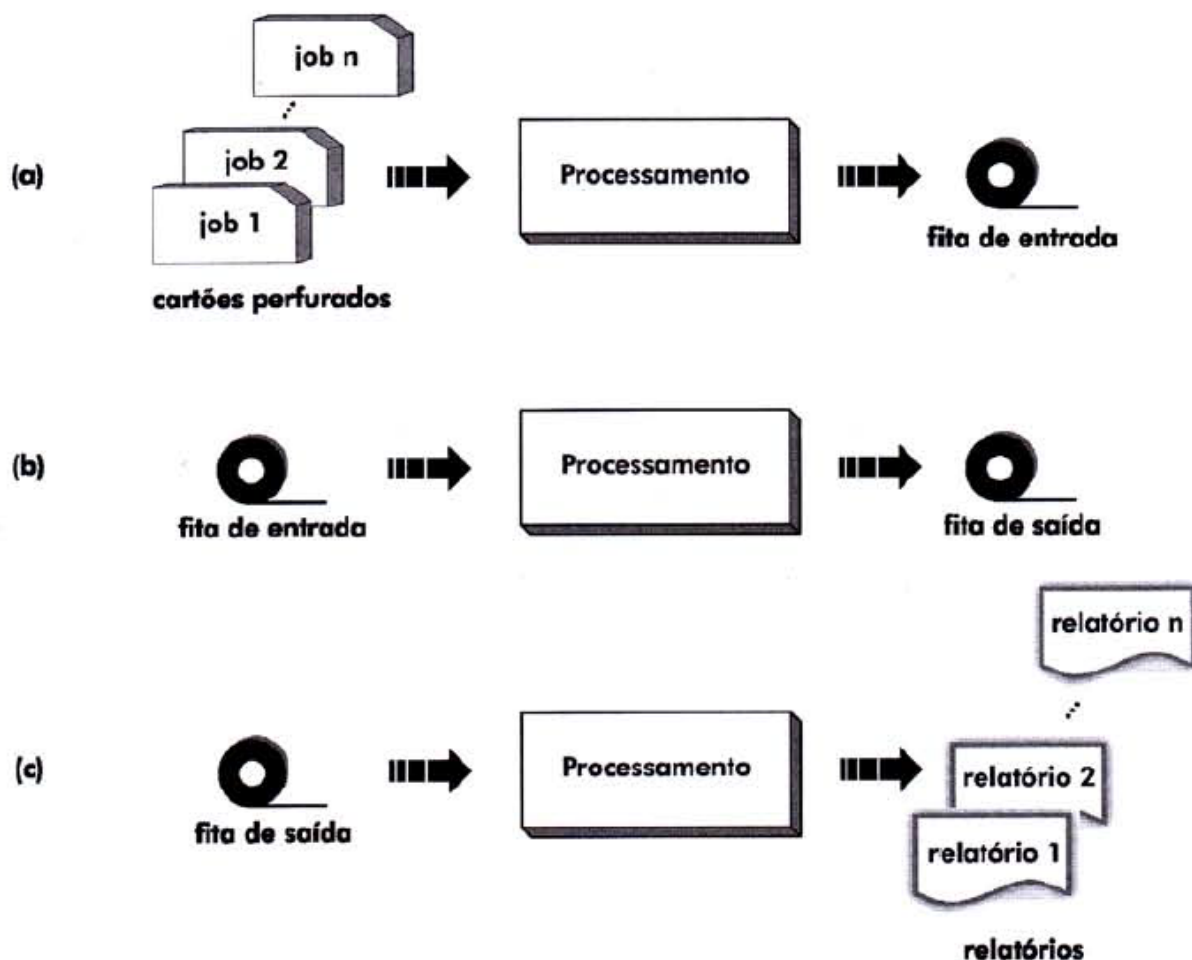 job n
job 2
job 1
cartões perfurados
(a)
Processamento
fita de entrada
(b)
fita de entrada
Processamento
fita de saída
(c)
fita de saída
Processamento
relatório n
relatório 2
relatório 1
relatórios